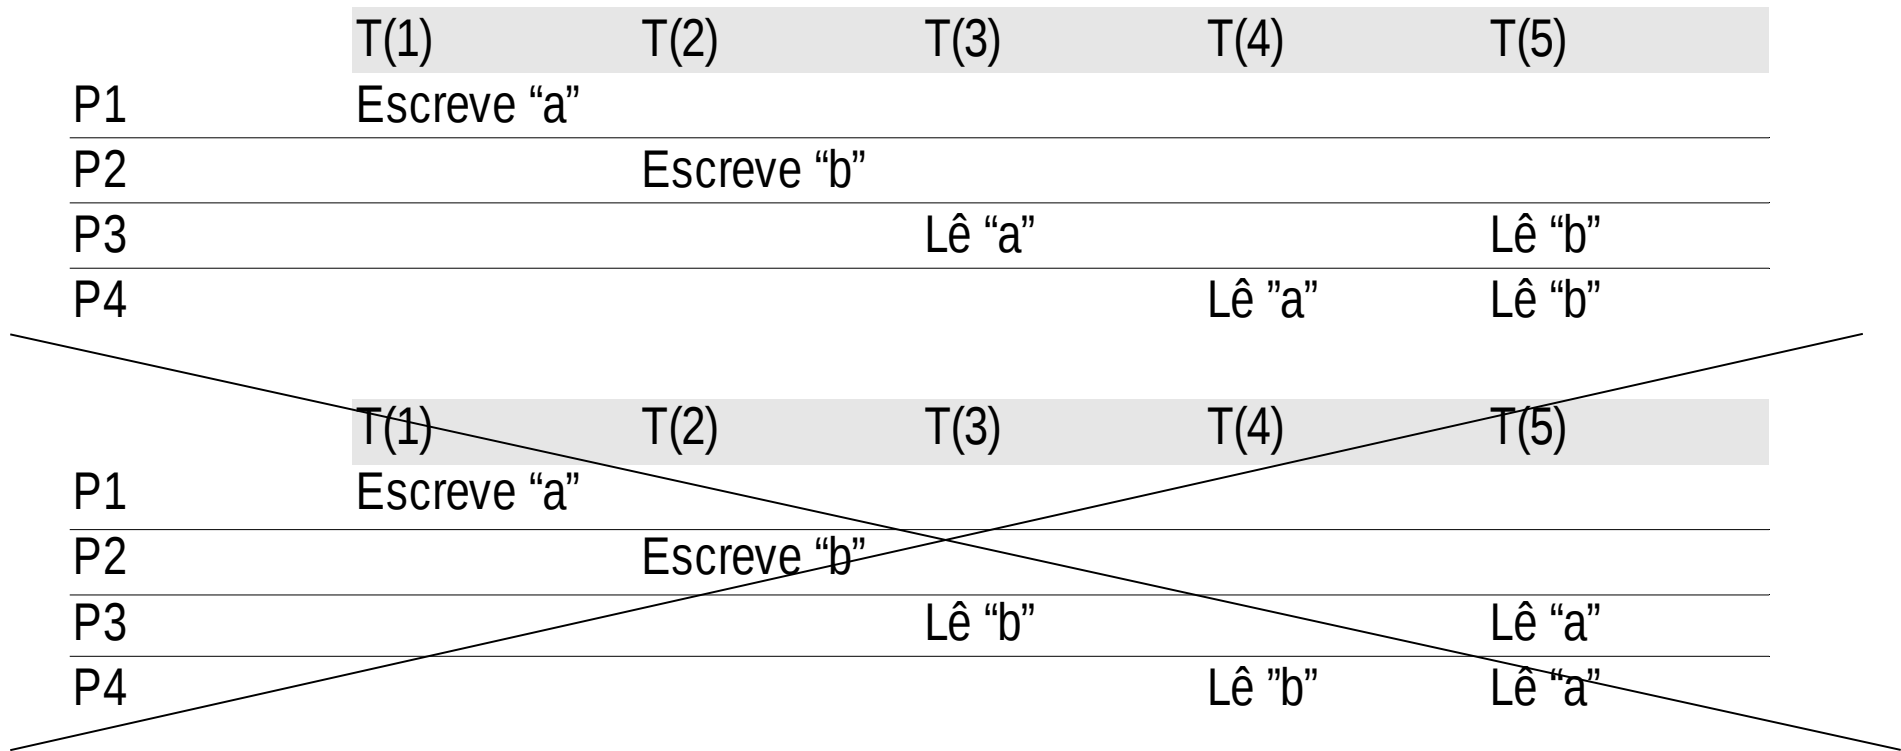 T(1) T(2) T(3) T(4) T(5)
P1 Escreve “a”
P2 Escreve “b”
P3 Lê “a” Lê “b”
P4 Lê ”a” Lê “b”
T(1) T(2) T(3) T(4) T(5)
P1 Escreve “a”
P2 Escreve “b”
P3 Lê “b” Lê “a”
P4 Lê ”b” Lê “a”